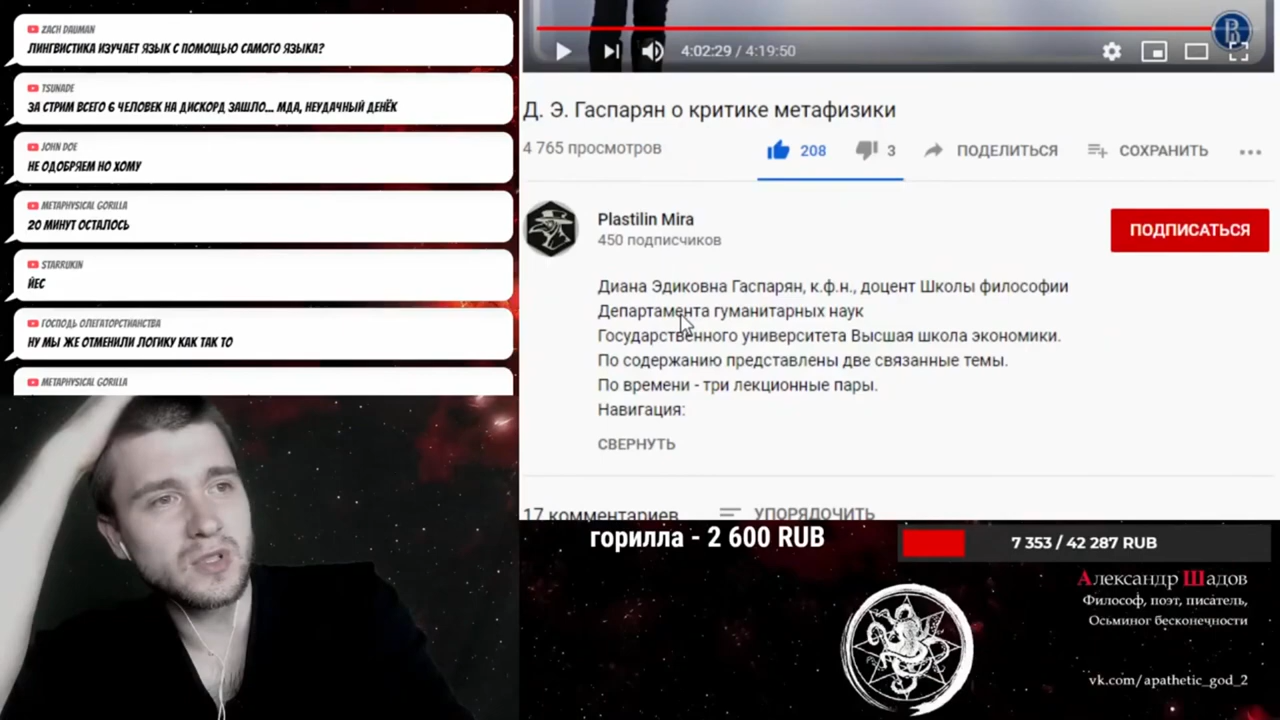 ZACH DAUMAN
ЛИНГВИСТИКА ИЗУЧАЕТ ЯЗЫК С ПОМОЩЬЮ САМОГО ЯЗЫКА?
TSUNADE
ЗА СТРИМ ВСЕГО 6 ЧЕЛОВЕК НА ДИСКОРД ЗАШЛО... МДА, НЕУДАЧНЫЙ ДЕНЁК
JOHN DOE
НЕ ОДОБРЯЕМ НО ХОМУ
METAPHYSICAL GORILLA
20 МИНУТ ОСТАЛОСЬ
STARRUKIN
ЙЕС
ГОСПОДЬ ОЛЕГАТОРСТИАНСТВА
НУ МЫ ЖЕ ОТМЕНИЛИ ЛОГИКУ КАК ТАК ТО
METAPHYSICAL GORILLA
4:02:29 / 4:19:50
Д. Э. Гаспарян о критике метафизики
4 765 просмотров
208
3
ПОДЕЛИТЬСЯ
СОХРАНИТЬ
Plastilin Mira
450 подписчиков
ПОДПИСАТЬСЯ
Диана Эдиковна Гаспарян, к.ф.н., доцент Школы философии
Департамента гуманитарных наук
Государственного университета Высшая школа экономики.
По содержанию представлены две связанные темы.
По времени - три лекционные пары.
Навигация:
СВЕРНУТЬ
17 комментариев
УПОРЯДОЧИТЬ
горилла - 2 600 RUB
7 353 / 42 287 RUB
Александр Шадов
Философ, поэт, писатель,
Осьминог бесконечности
vk.com/apathetic_god_2